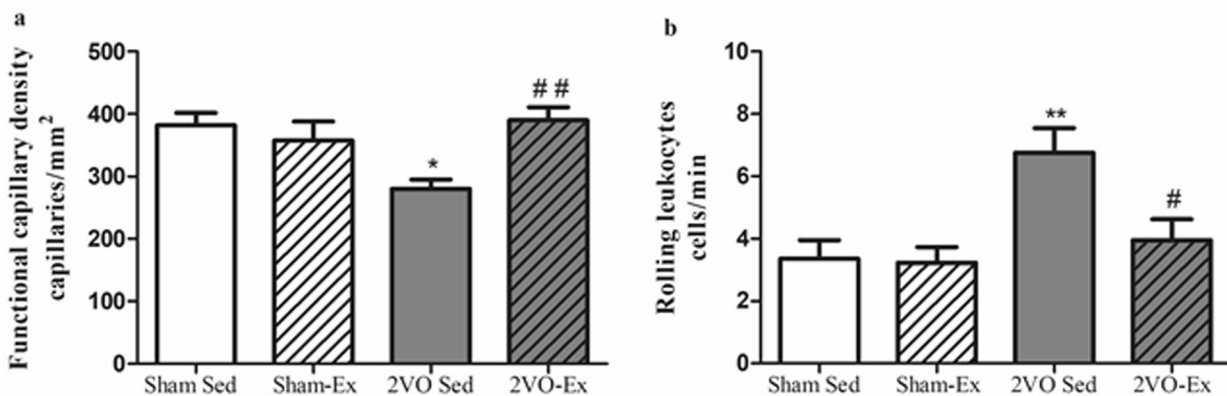 a
Functional capillary density
capillaries/mm²
500
400
300
200
100
0
*
# #
Sham Sed
Sham-Ex
2VO Sed
2VO-Ex
b
Rolling leukocytes
cells/min
10
8
6
4
2
0
**
#
Sham Sed
Sham-Ex
2VO Sed
2VO-Ex